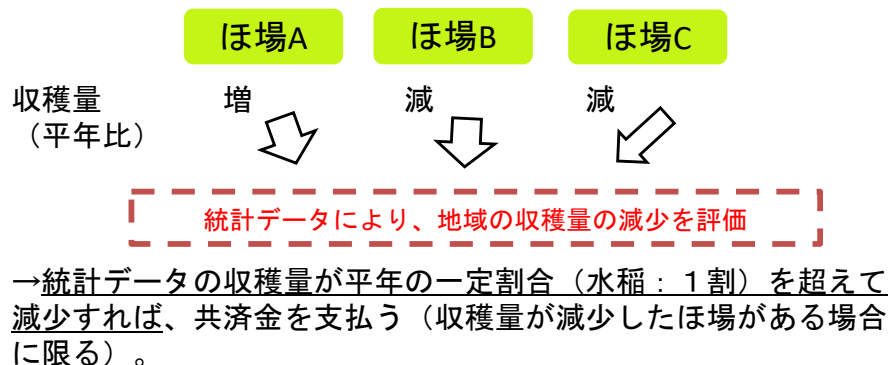 ほ場A ほ場B ほ場C
収穫量 増 減 減
（平年比）
統計データにより、地域の収穫量の減少を評価
→統計データの収穫量が平年の一定割合（水稲：１割）を超えて
減少すれば、共済金を支払う（収穫量が減少したほ場がある場合
に限る）。